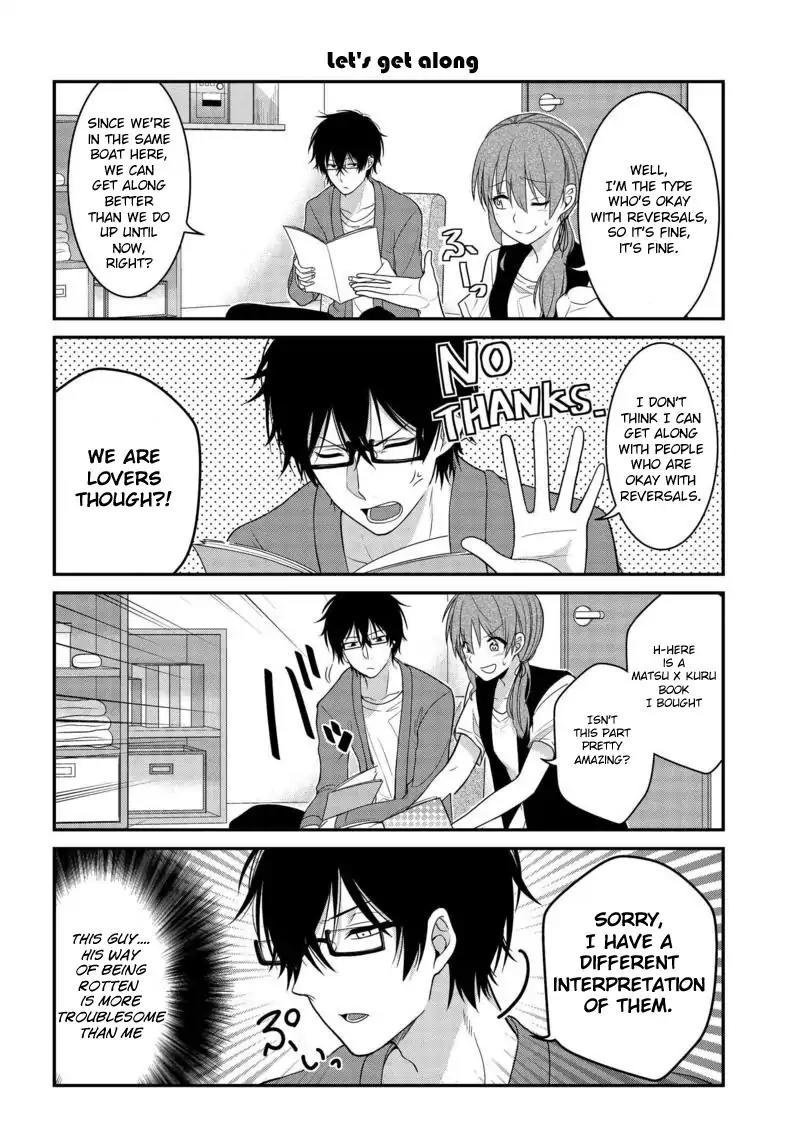 Let's get along
WELL,
I'M THE TYPE
WHO'S OKAY
WITH REVERSALS,
SO IT'S FINE,
IT'S FINE.
SINCE WE'RE
IN THE SAME
BOAT HERE,
WE CAN
GET ALONG
BETTER
THAN WE DO
UP UNTIL
NOW,
RIGHT?
ふーっ
I DON'T
THINK I CAN
GET ALONG
WITH PEOPLE
WHO ARE
OKAY WITH
REVERSALS.
NO
THANKS.
WE ARE
LOVERS
THOUGH?!
H-HERE
IS A
MATSU X KURU
BOOK
I BOUGHT
ISN'T
THIS PART
PRETTY
AMAZING?
SORRY,
I HAVE A
DIFFERENT
INTERPRETATION
OF THEM.
ぷいっ
THIS GUY....
HIS WAY
OF BEING
ROTTEN
IS MORE
TROUBLESOME
THAN ME